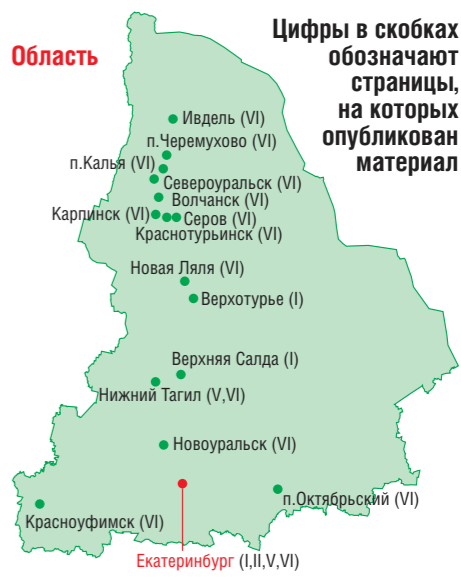 Область
Цифры в скобках
обозначают
страницы,
на которых
опубликован
материал
Ивдель (VI)
п.Черемухово (VI)
п.Калья (VI)
Североуральск (VI)
Волчанск (VI)
Карпинск (VI)
Серов (VI)
Краснотурьинск (VI)
Новая Ляля (VI)
Верхотурье (I)
Верхняя Салда (I)
Нижний Тагил (V,VI)
Новоуральск (VI)
п.Октябрьский (VI)
Красноуфимск (VI)
Екатеринбург (I,II,V,VI)